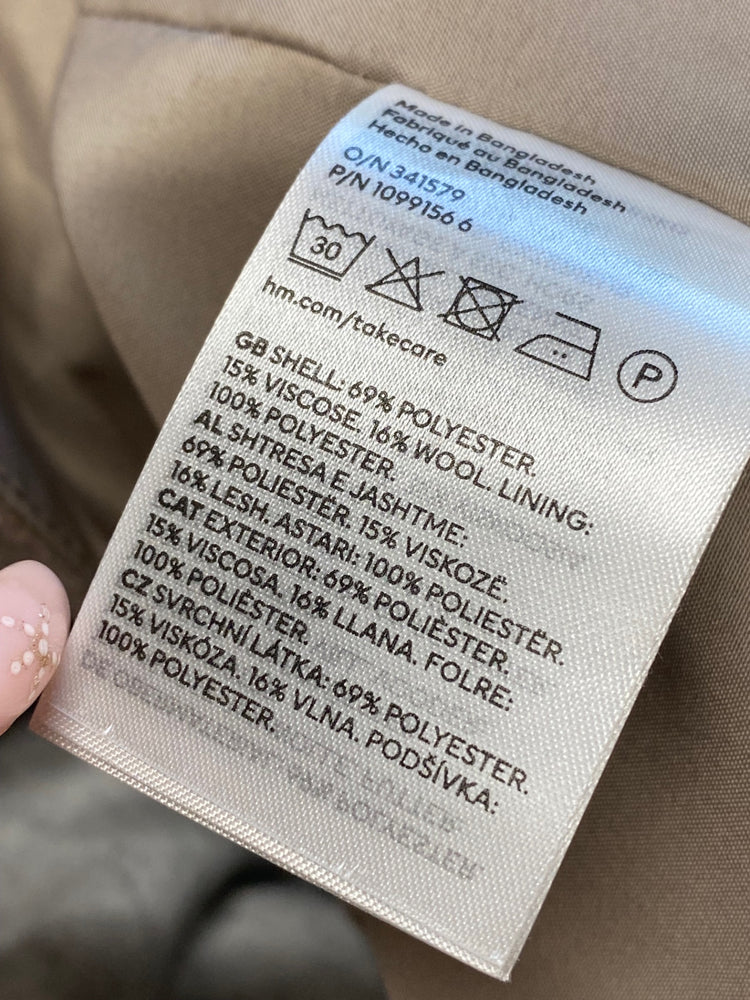 Made in Bangladesh
Fabriqué au Bangladesh
Hecho en Bangladesh
O/N 341579
P/N 1099156 6
30
P
hm.com/takecare
GB SHELL: 69% POLYESTER.
15% VISCOSE. 16% WOOL. LINING:
100% POLYESTER.
AL SHTRESA E JASHTME:
69% POLIESTËR. 15% VISKOZË.
16% LESH. ASTARI: 100% POLIESTËR.
CAT EXTERIOR: 69% POLIÈSTER.
15% VISCOSA. 16% LLANA. FOLRE:
100% POLIÈSTER.
CZ SVRCHNÍ LÁTKA: 69% POLYESTER.
15% VISKÓZA. 16% VLNA. PODŠÍVKA:
100% POLYESTER.